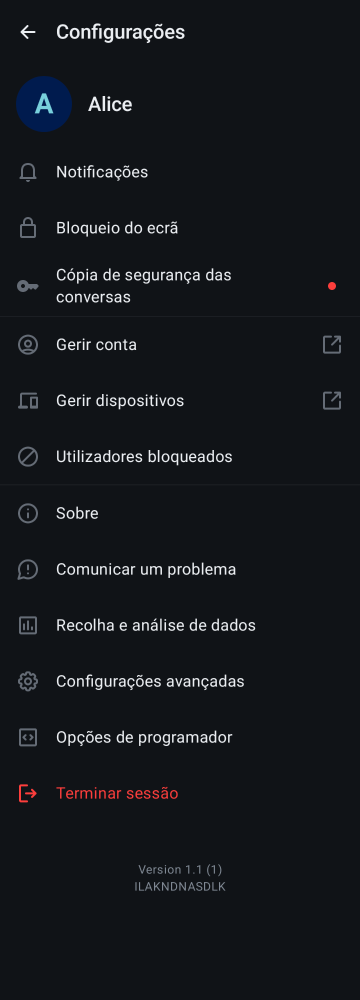 Configurações
A
Alice
Notificações
Bloqueio do ecrã
Cópia de segurança das
conversas
Gerir conta
Gerir dispositivos
Utilizadores bloqueados
Sobre
Comunicar um problema
Recolha e análise de dados
Configurações avançadas
Opções de programador
Terminar sessão
Version 1.1 (1)
ILAKNDNASDLK